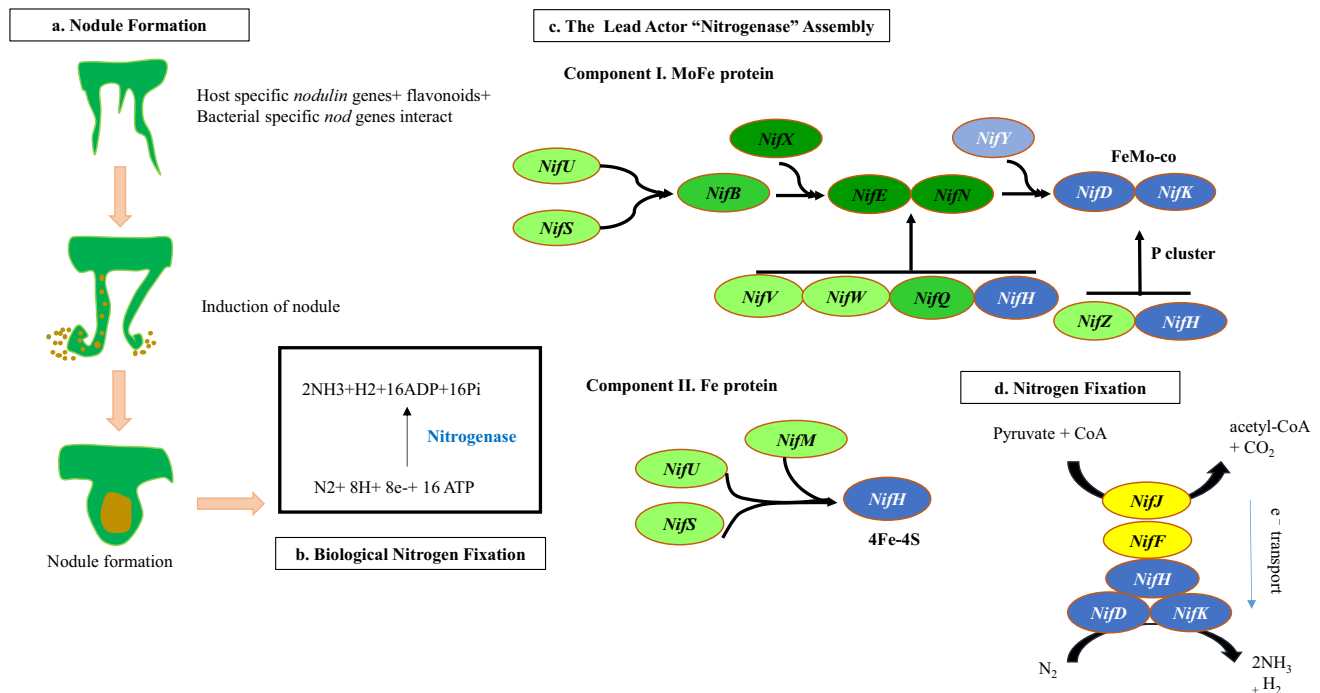 a. Nodule Formation
Host specific nodulin genes+ flavonoids+
Bacterial specific nod genes interact
Induction of nodule
Nodule formation
2NH3+H2+16ADP+16Pi
Nitrogenase
N2+ 8H+ 8e-+ 16 ATP
b. Biological Nitrogen Fixation
c. The Lead Actor “Nitrogenase” Assembly
Component I. MoFe protein
NifU
NifS
NifB
NifX
NifE
NifN
NifY
FeMo-co
NifD
NifK
P cluster
NifV
NifW
NifQ
NifH
NifZ
NifH
Component II. Fe protein
NifU
NifS
NifM
NifH
4Fe-4S
d. Nitrogen Fixation
Pyruvate + CoA
acetyl-CoA
+ CO₂
NifJ
NifF
NifH
NifD
NifK
e⁻ transport
N₂
2NH₃
+ H₂